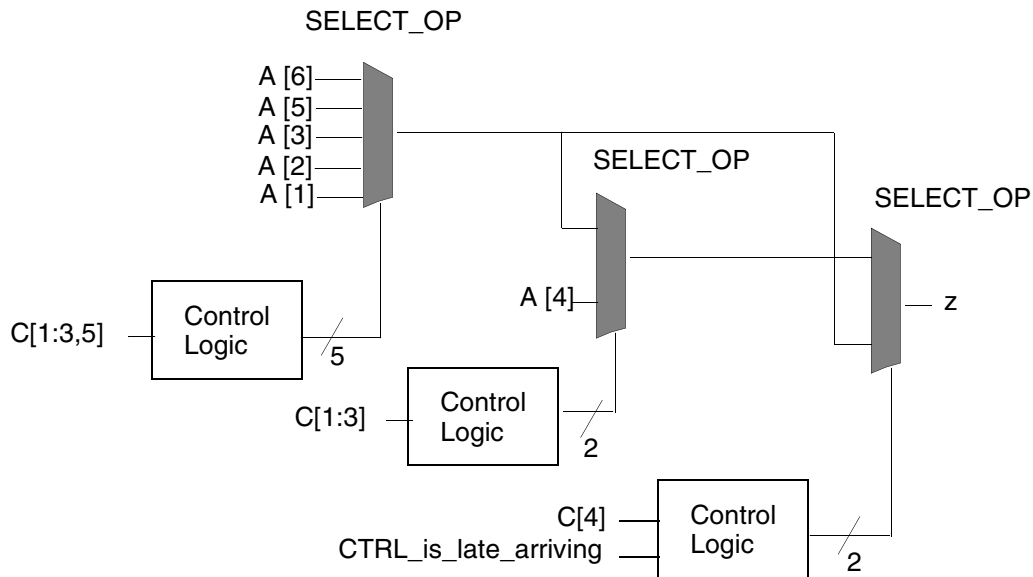 SELECT_OP
A [6]
A [5]
A [3]
A [2]
A [1]
SELECT_OP
SELECT_OP
A [4]
z
C[1:3,5]
Control
Logic
5
C[1:3]
Control
Logic
2
C[4]
CTRL_is_late_arriving
Control
Logic
2